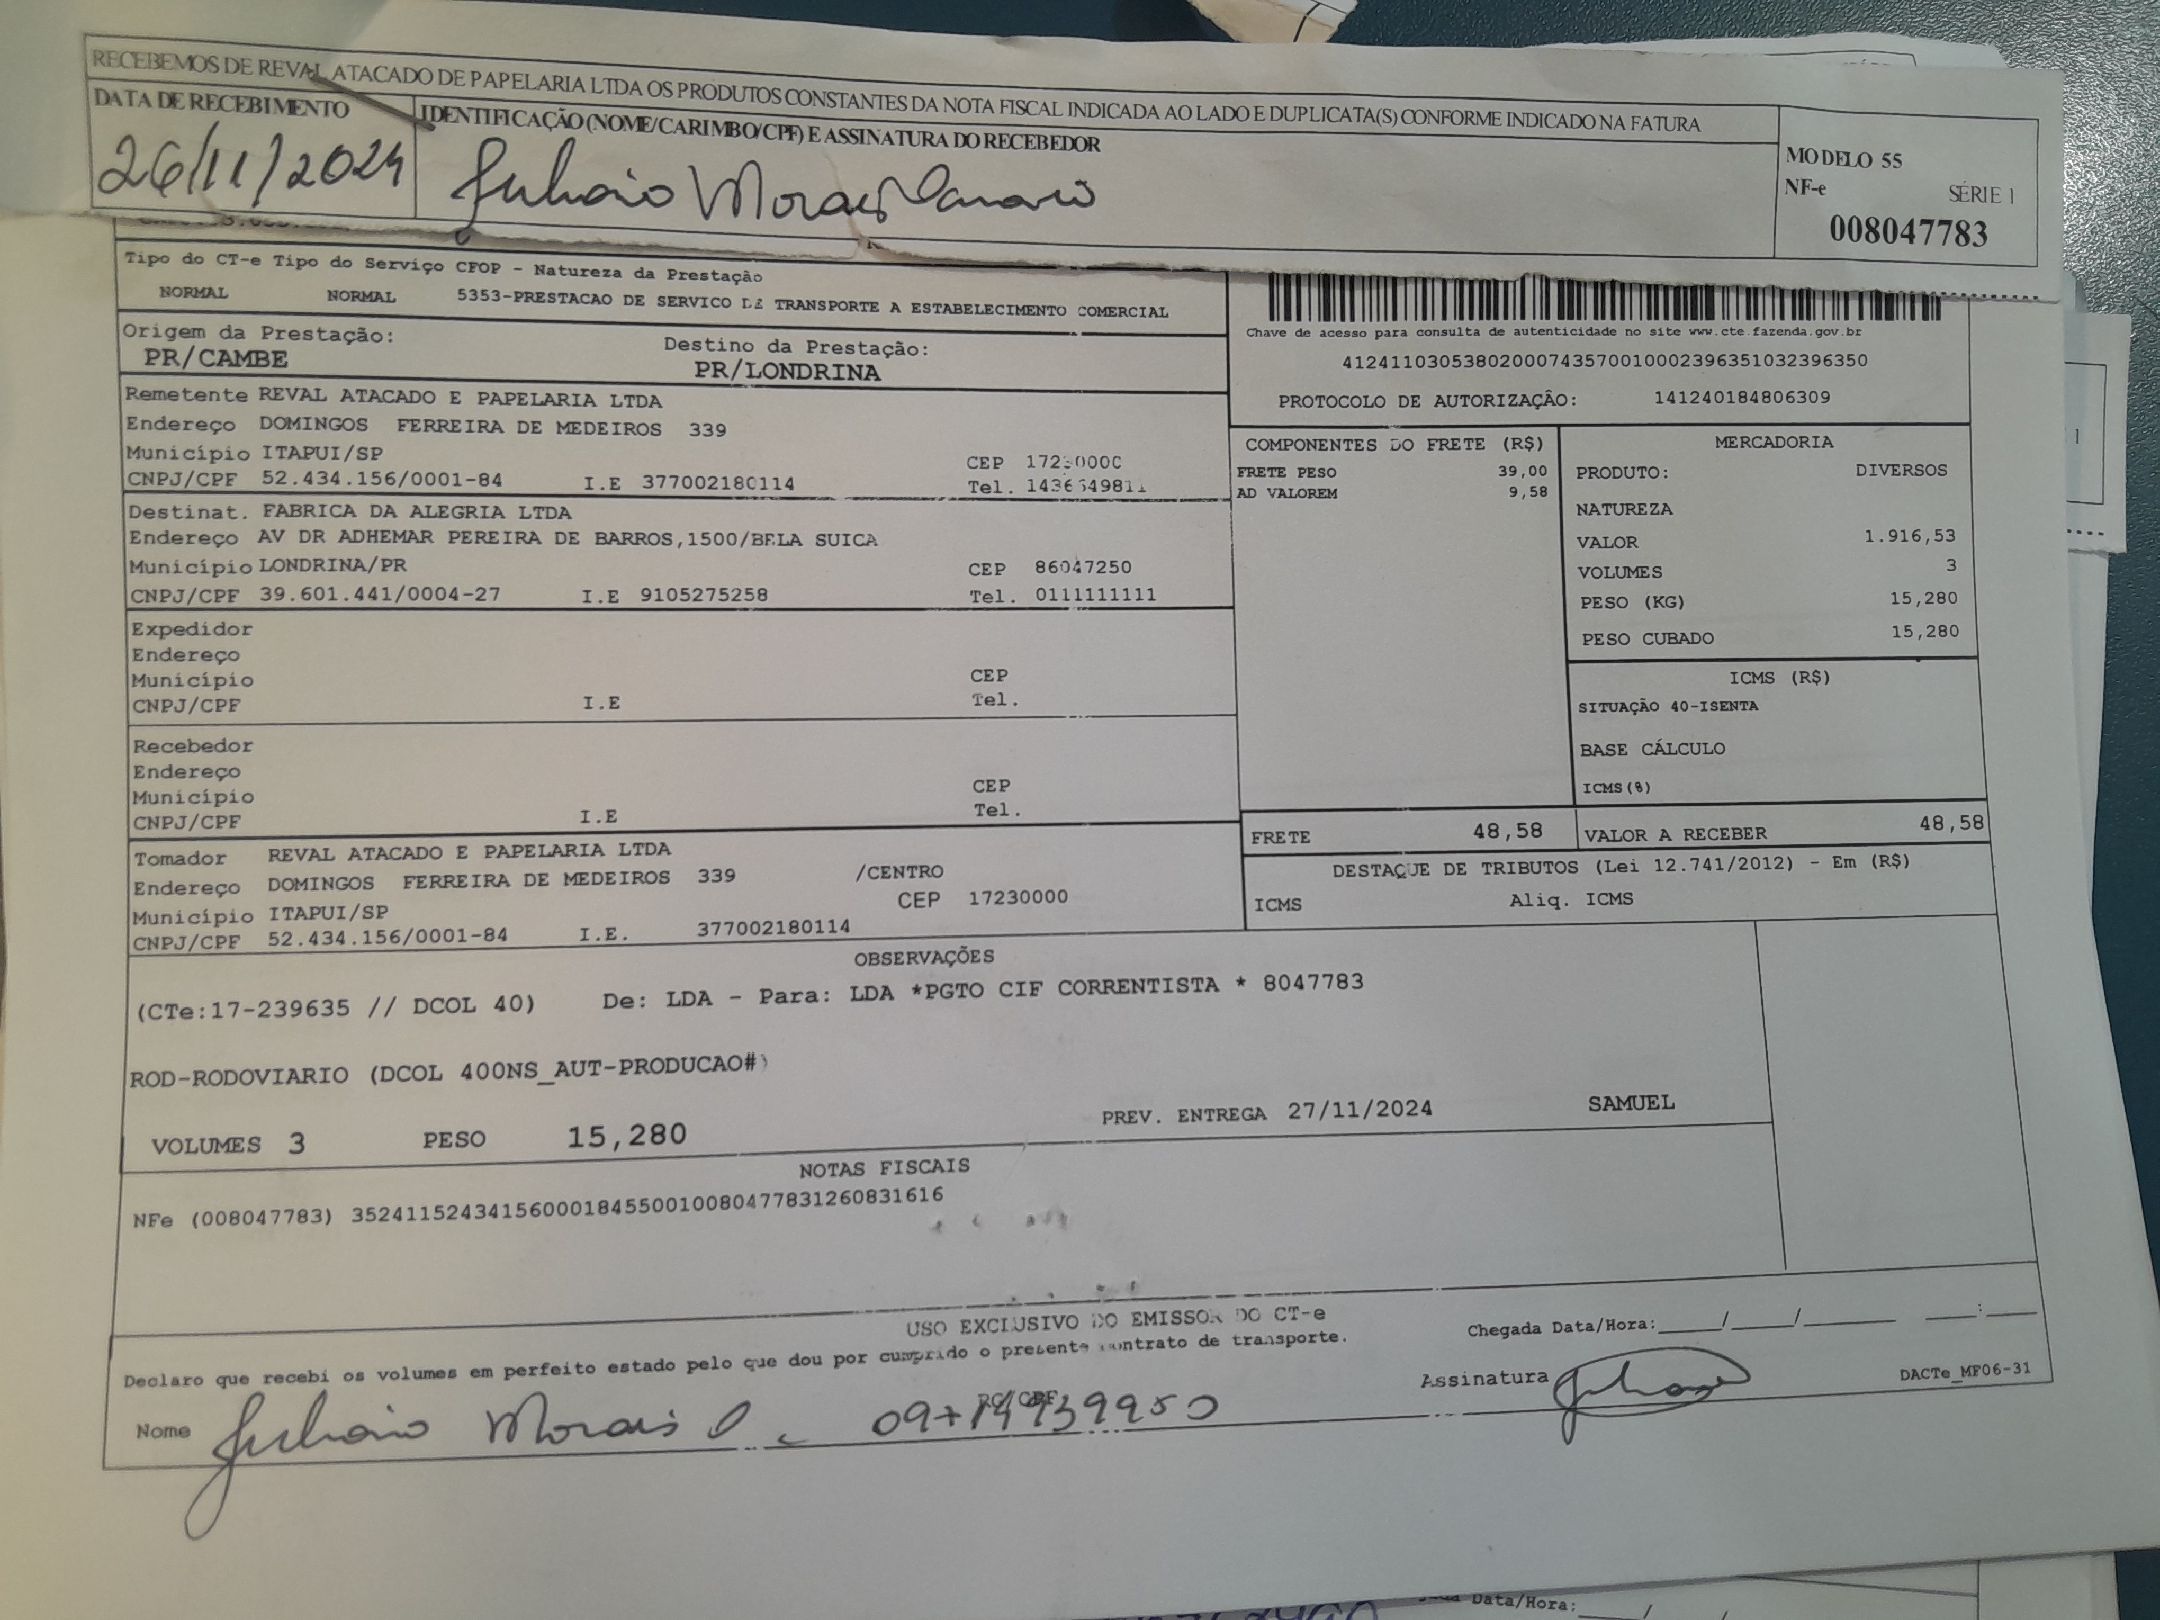 RECEBEMOS DE REVAL ATACADO DE PAPELARIA LTDA OS PRODUTOS CONSTANTES DA NOTA FISCAL INDICADA AO LADO E DUPLICATA(S) CONFORME INDICADO NA FATURA
DATA DE RECEBIMENTO
IDENTIFICAÇÃO (NOME/CARIMBO/CPF) E ASSINATURA DO RECEBEDOR
26/11/2024
Morais
MODELO 55
NF-e SÉRIE 1
008047783
Tipo do CT-e Tipo do Serviço CFOP - Natureza da Prestação
NORMAL NORMAL 5353-PRESTACAO DE SERVICO DE TRANSPORTE A ESTABELECIMENTO COMERCIAL
Origem da Prestação: Destino da Prestação:
PR/CAMBE PR/LONDRINA
Chave de acesso para consulta de autenticidade no site www.cte.fazenda.gov.br
41241103053802000743570010002396351032396350
PROTOCOLO DE AUTORIZAÇÃO: 141240184806309
Remetente REVAL ATACADO E PAPELARIA LTDA
Endereço DOMINGOS FERREIRA DE MEDEIROS 339
Município ITAPUI/SP CEP 17230000
CNPJ/CPF 52.434.156/0001-84 I.E 377002180114 Tel.
Destinat. FABRICA DA ALEGRIA LTDA
Endereço AV DR ADHEMAR PEREIRA DE BARROS,1500/BELA SUICA
Município LONDRINA/PR CEP 86047250
CNPJ/CPF 39.601.441/0004-27 I.E 9105275258 Tel. 0111111111
Expedidor
Endereço
Município CEP
CNPJ/CPF I.E Tel.
Recebedor
Endereço
Município CEP
CNPJ/CPF I.E Tel.
Tomador REVAL ATACADO E PAPELARIA LTDA
Endereço DOMINGOS FERREIRA DE MEDEIROS 339 /CENTRO
Município ITAPUI/SP CEP 17230000
CNPJ/CPF 52.434.156/0001-84 I.E. 377002180114
COMPONENTES DO FRETE (R$)
FRETE PESO 39,00
AD VALOREM 9,58
MERCADORIA
PRODUTO: DIVERSOS
NATUREZA
VALOR 1.916,53
VOLUMES 3
PESO (KG) 15,280
PESO CUBADO 15,280
ICMS (R$)
SITUAÇÃO 40-ISENTA
BASE CÁLCULO
ICMS(%)
FRETE 48,58 VALOR A RECEBER 48,58
DESTAQUE DE TRIBUTOS (Lei 12.741/2012) - Em (R$)
ICMS Aliq. ICMS
OBSERVAÇÕES
(CTe:17-239635 // DCOL 40) De: LDA - Para: LDA *PGTO CIF CORRENTISTA * 8047783
ROD-RODOVIARIO (DCOL 400NS_AUT-PRODUCAO#)
VOLUMES 3 PESO 15,280 PREV. ENTREGA 27/11/2024 SAMUEL
NOTAS FISCAIS
NFe (008047783) 35241152434156000184550010080477831260831616
USO EXCLUSIVO DO EMISSOR DO CT-e
Declaro que recebi os volumes em perfeito estado pelo que dou por cumprido o presente contrato de transporte.
Chegada Data/Hora:____/____/______ ___:___
Nome Morais
Assinatura
DACTe_MF06-31
Data/Hora: